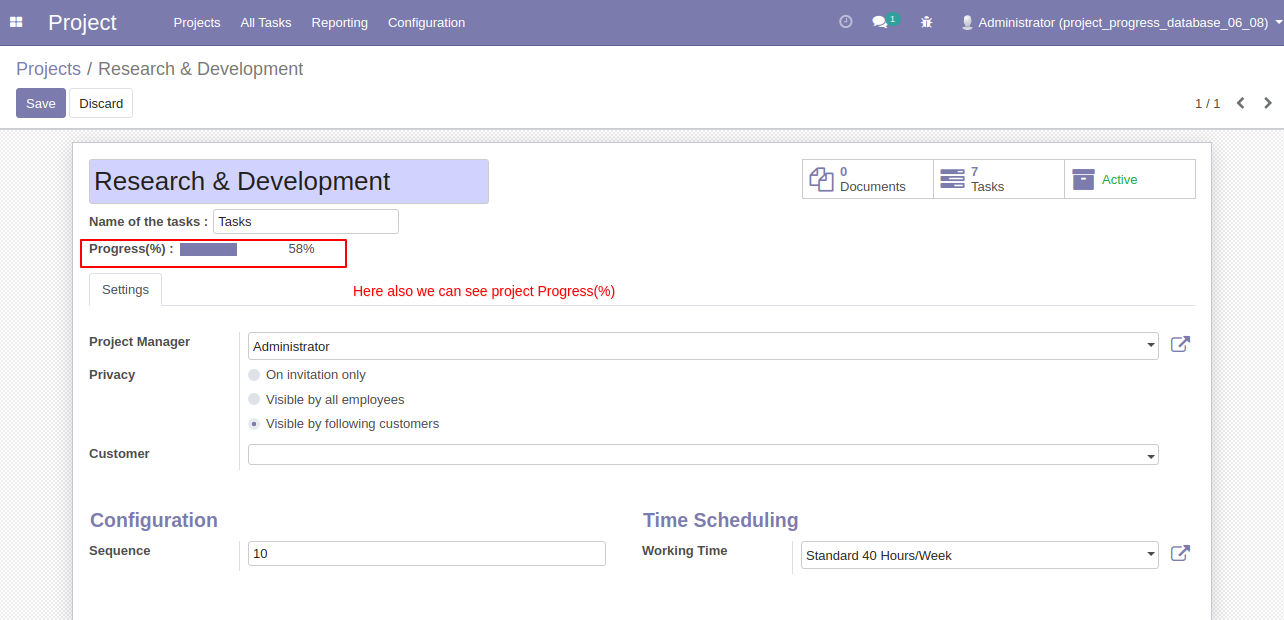 Project Projects All Tasks Reporting Configuration 1 Administrator (project_progress_database_06_08)
Projects / Research & Development
Save Discard 1 / 1
Research & Development
0 Documents
7 Tasks
Active
Name of the tasks : Tasks
Progress(%) : 58%
Settings
Here also we can see project Progress(%)
Project Manager Administrator
Privacy On invitation only
Visible by all employees
Visible by following customers
Customer
Configuration
Sequence 10
Time Scheduling
Working Time Standard 40 Hours/Week